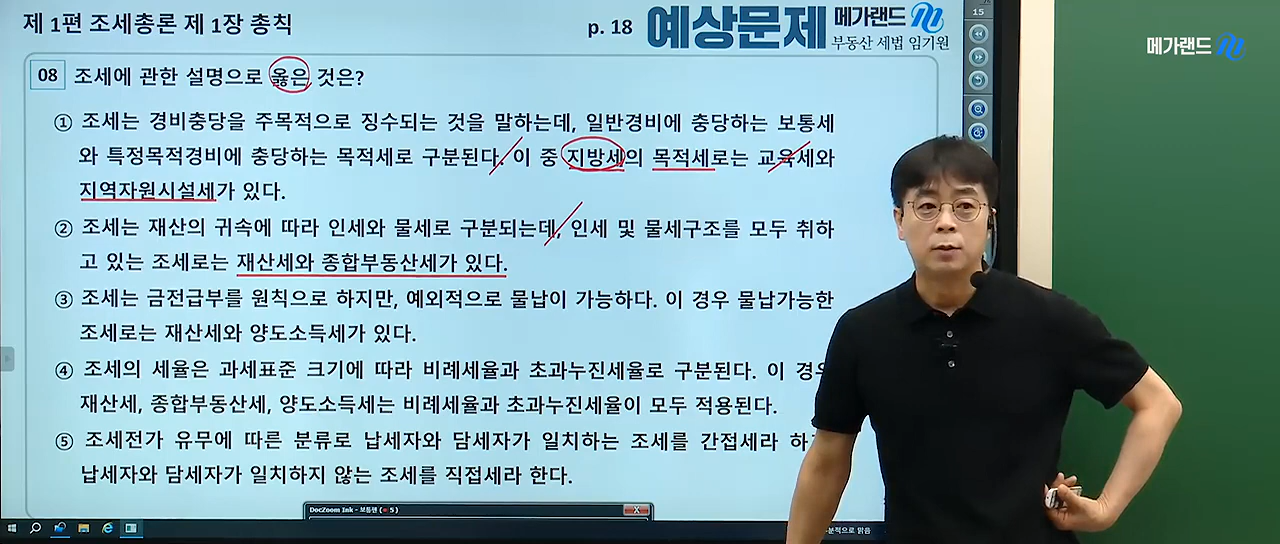 제 1편 조세총론 제 1장 총칙
p. 18
예상문제
메가랜드
부동산 세법 임기원
메가랜드
15
08 조세에 관한 설명으로 옳은 것은?
① 조세는 경비충당을 주목적으로 징수되는 것을 말하는데, 일반경비에 충당하는 보통세
와 특정목적경비에 충당하는 목적세로 구분된다. 이 중 지방세의 목적세로는 교육세와
지역자원시설세가 있다.
② 조세는 재산의 귀속에 따라 인세와 물세로 구분되는데, 인세 및 물세구조를 모두 취하
고 있는 조세로는 재산세와 종합부동산세가 있다.
③ 조세는 금전급부를 원칙으로 하지만, 예외적으로 물납이 가능하다. 이 경우 물납가능한
조세로는 재산세와 양도소득세가 있다.
④ 조세의 세율은 과세표준 크기에 따라 비례세율과 초과누진세율로 구분된다. 이 경우
재산세, 종합부동산세, 양도소득세는 비례세율과 초과누진세율이 모두 적용된다.
⑤ 조세전가 유무에 따른 분류로 납세자와 담세자가 일치하는 조세를 간접세라
납세자와 담세자가 일치하지 않는 조세를 직접세라 한다.
DocZoom Ink - 보통펜 (● 5)
맑음